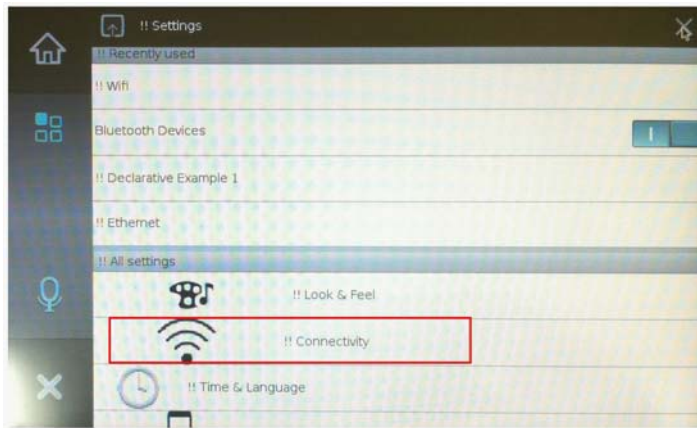 !! Settings
!! Recently used
!! Wifi
Bluetooth Devices
!! Declarative Example 1
!! Ethernet
!! All settings
!! Look & Feel
!! Connectivity
!! Time & Language